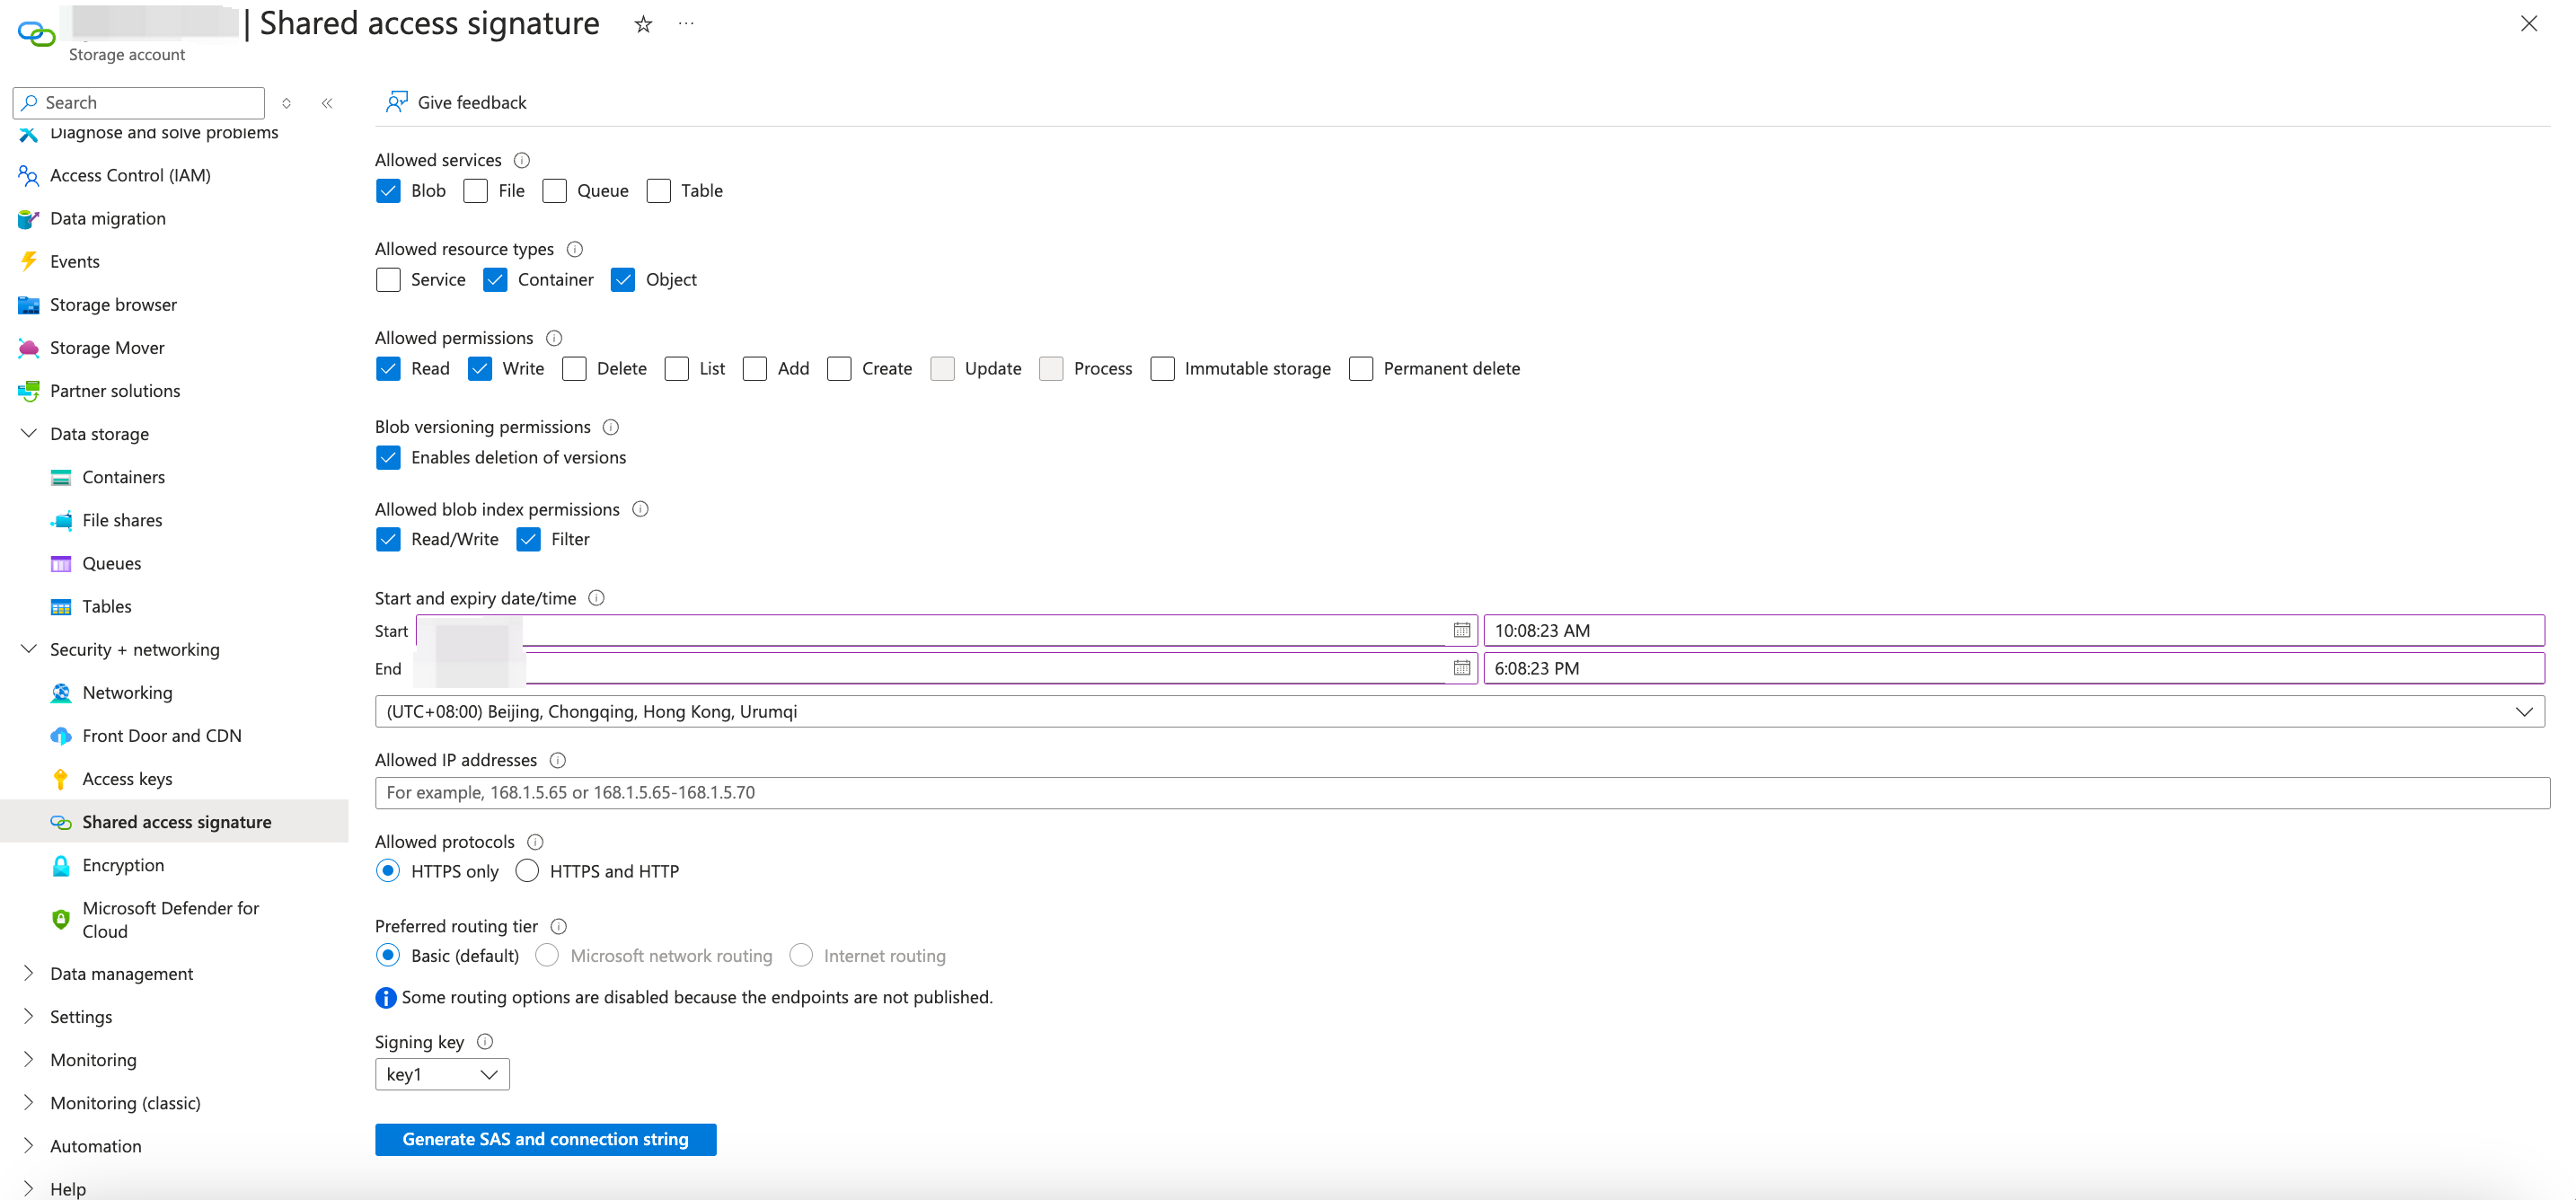 | Shared access signature
Storage account
Search
Diagnose and solve problems
Access Control (IAM)
Data migration
Events
Storage browser
Storage Mover
Partner solutions
Data storage
Containers
File shares
Queues
Tables
Security + networking
Networking
Front Door and CDN
Access keys
Shared access signature
Encryption
Microsoft Defender for
Cloud
Data management
Settings
Monitoring
Monitoring (classic)
Automation
Help
Give feedback
Allowed services
Blob File Queue Table
Allowed resource types
Service Container Object
Allowed permissions
Read Write Delete List Add Create Update Process Immutable storage Permanent delete
Blob versioning permissions
Enables deletion of versions
Allowed blob index permissions
Read/Write Filter
Start and expiry date/time
Start 10:08:23 AM
End 6:08:23 PM
(UTC+08:00) Beijing, Chongqing, Hong Kong, Urumqi
Allowed IP addresses
For example, 168.1.5.65 or 168.1.5.65-168.1.5.70
Allowed protocols
HTTPS only HTTPS and HTTP
Preferred routing tier
Basic (default) Microsoft network routing Internet routing
Some routing options are disabled because the endpoints are not published.
Signing key
key1
Generate SAS and connection string